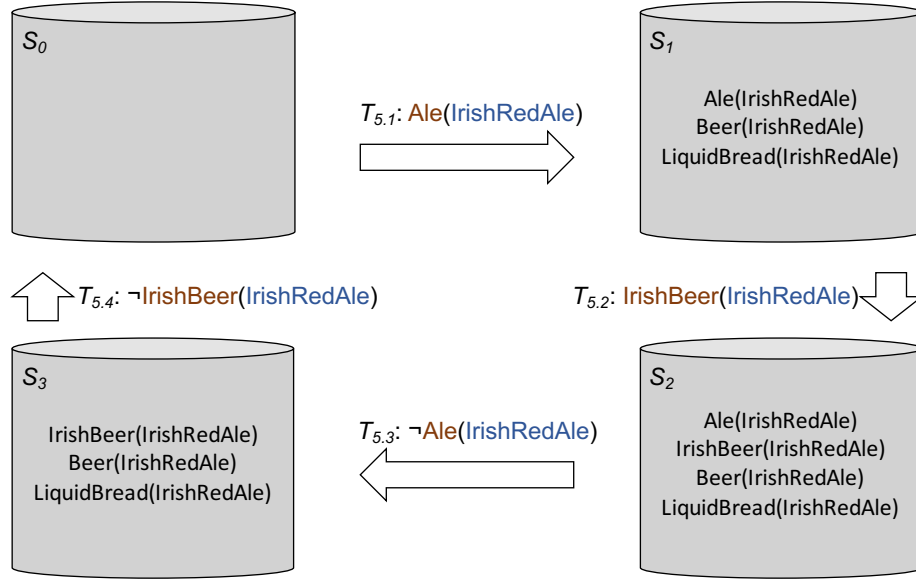 S0
S1
Ale(IrishRedAle)
Beer(IrishRedAle)
LiquidBread(IrishRedAle)
T5.1: Ale(IrishRedAle)
T5.4: ¬IrishBeer(IrishRedAle)
T5.2: IrishBeer(IrishRedAle)
S3
IrishBeer(IrishRedAle)
Beer(IrishRedAle)
LiquidBread(IrishRedAle)
T5.3: ¬Ale(IrishRedAle)
S2
Ale(IrishRedAle)
IrishBeer(IrishRedAle)
Beer(IrishRedAle)
LiquidBread(IrishRedAle)